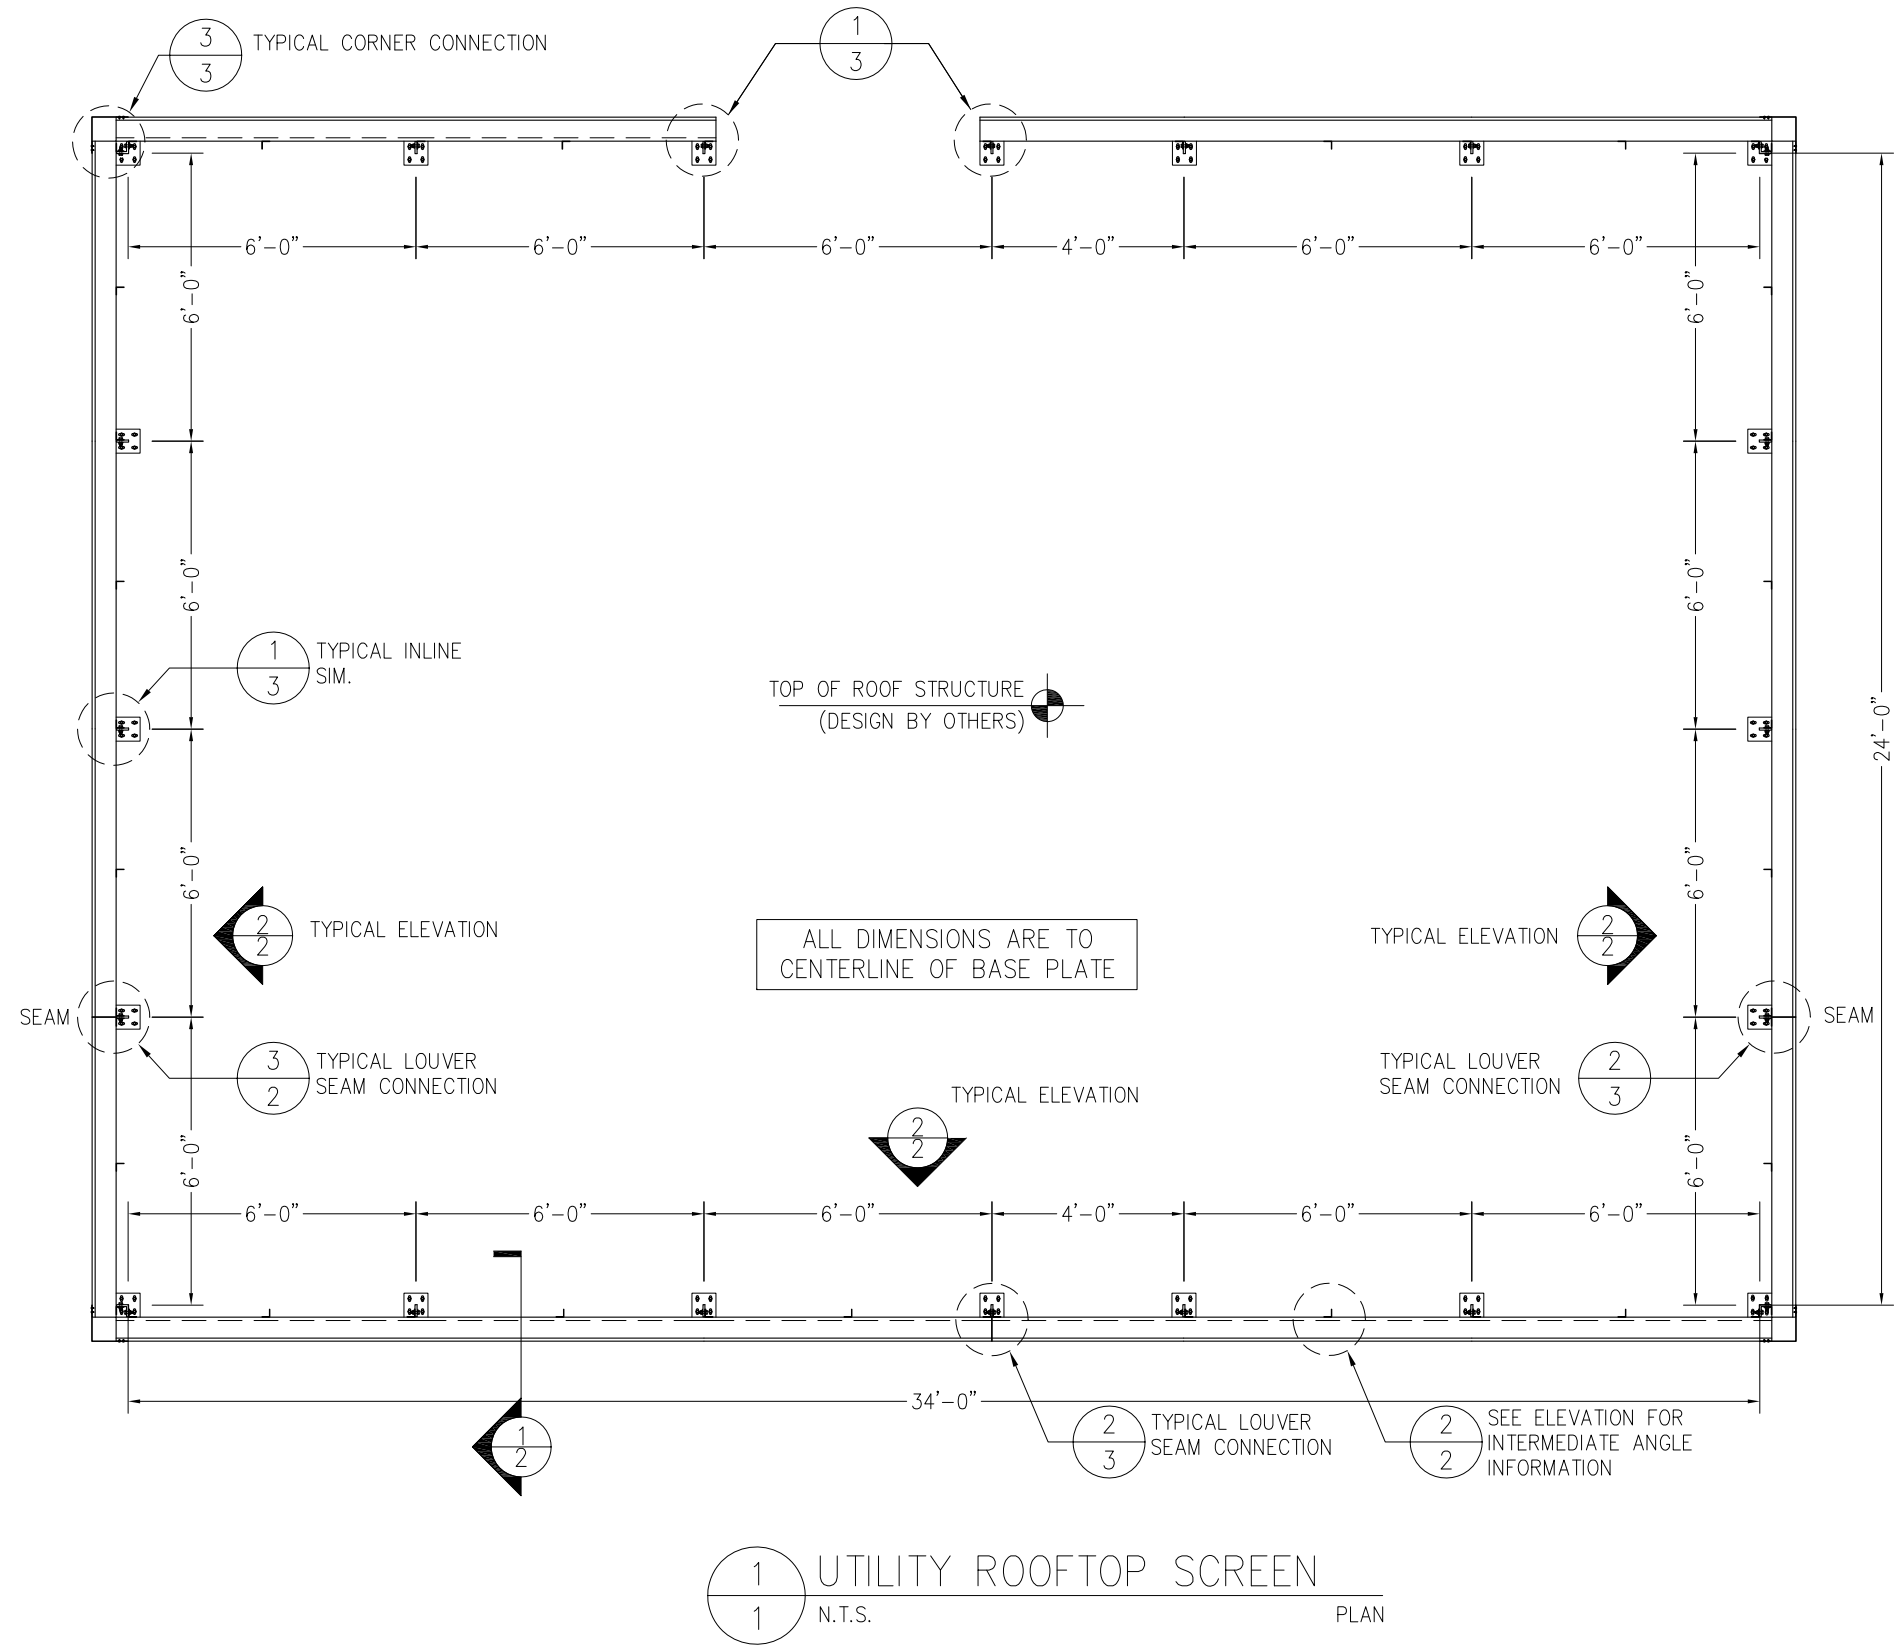 3
3
TYPICAL CORNER CONNECTION
1
3
6'-0"
6'-0"
6'-0"
4'-0"
6'-0"
6'-0"
6'-0"
6'-0"
6'-0"
6'-0"
1
3
TYPICAL INLINE
SIM.
TOP OF ROOF STRUCTURE
(DESIGN BY OTHERS)
24'-0"
6'-0"
6'-0"
2
2
TYPICAL ELEVATION
ALL DIMENSIONS ARE TO
CENTERLINE OF BASE PLATE
TYPICAL ELEVATION
2
2
SEAM
SEAM
3
2
TYPICAL LOUVER
SEAM CONNECTION
TYPICAL LOUVER
SEAM CONNECTION
2
3
TYPICAL ELEVATION
2
2
6'-0"
6'-0"
6'-0"
6'-0"
6'-0"
4'-0"
6'-0"
6'-0"
34'-0"
1
2
2
3
TYPICAL LOUVER
SEAM CONNECTION
2
2
SEE ELEVATION FOR
INTERMEDIATE ANGLE
INFORMATION
1
1
UTILITY ROOFTOP SCREEN
N.T.S.
PLAN